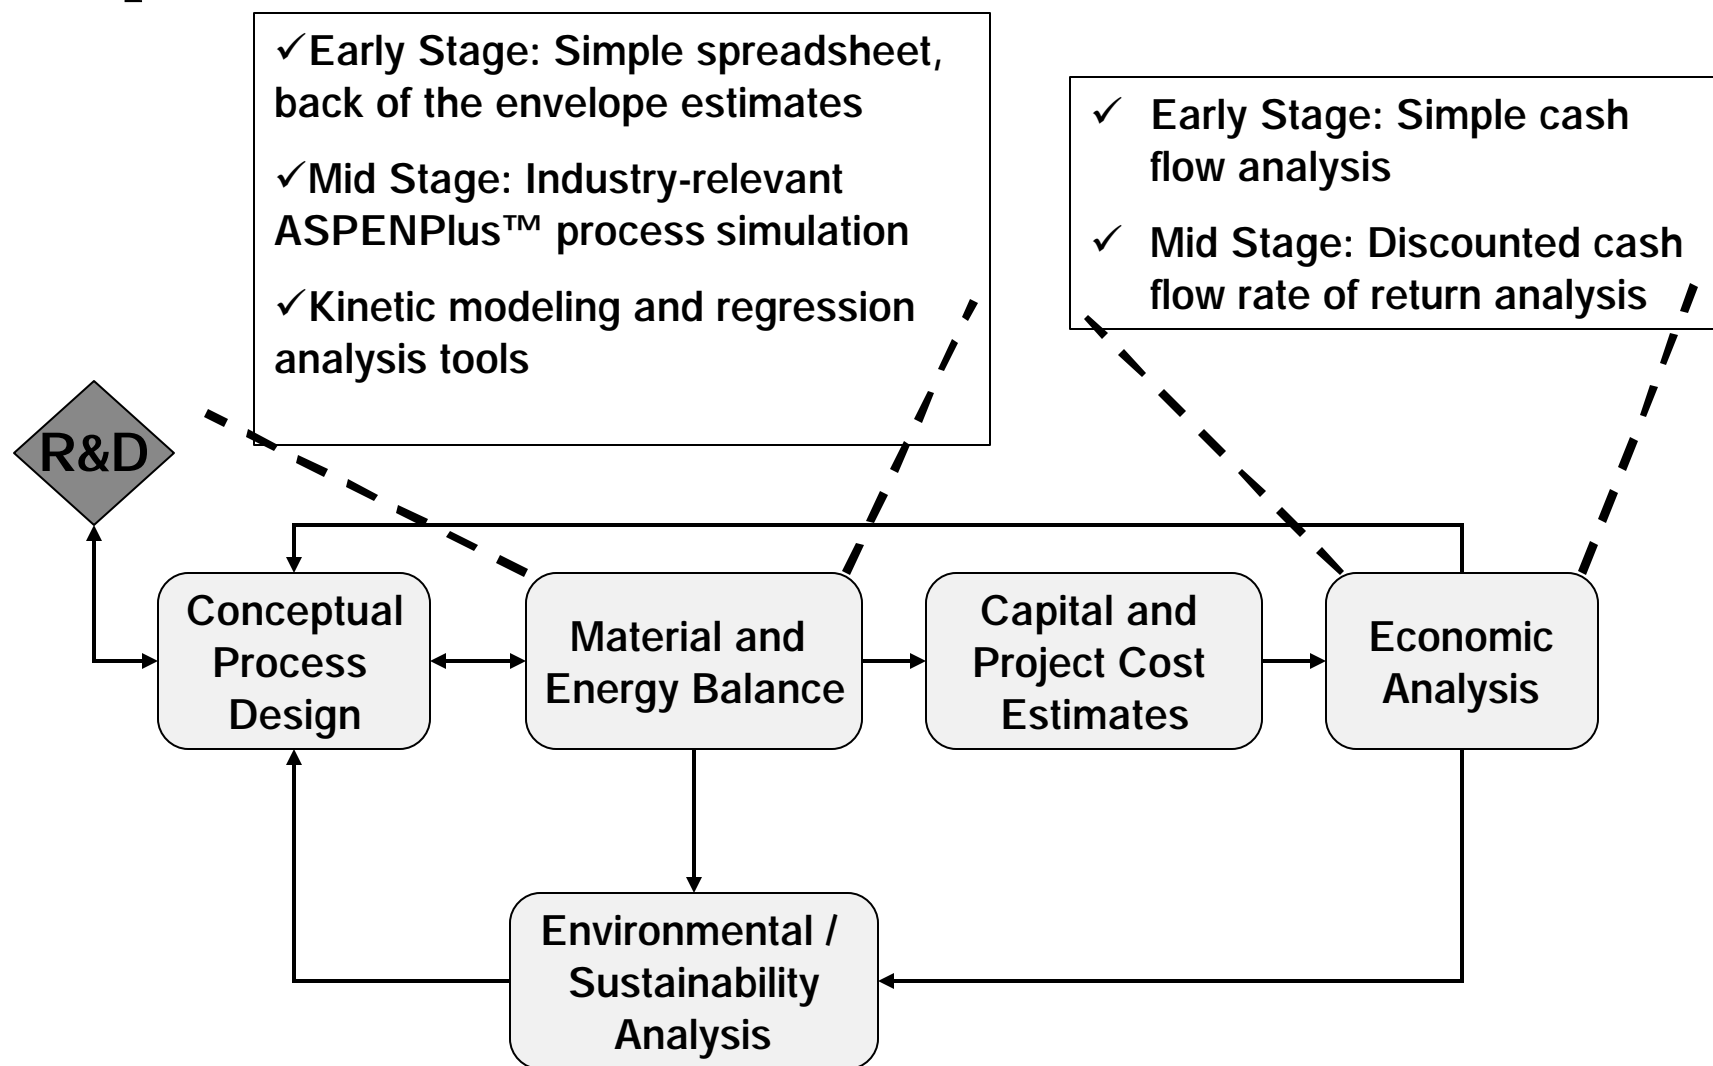 ✓Early Stage: Simple spreadsheet,
back of the envelope estimates
✓Mid Stage: Industry-relevant
ASPENPlus™ process simulation
✓Kinetic modeling and regression
analysis tools
✓ Early Stage: Simple cash
flow analysis
✓ Mid Stage: Discounted cash
flow rate of return analysis
R&D
Conceptual
Process
Design
Material and
Energy Balance
Capital and
Project Cost
Estimates
Economic
Analysis
Environmental /
Sustainability
Analysis